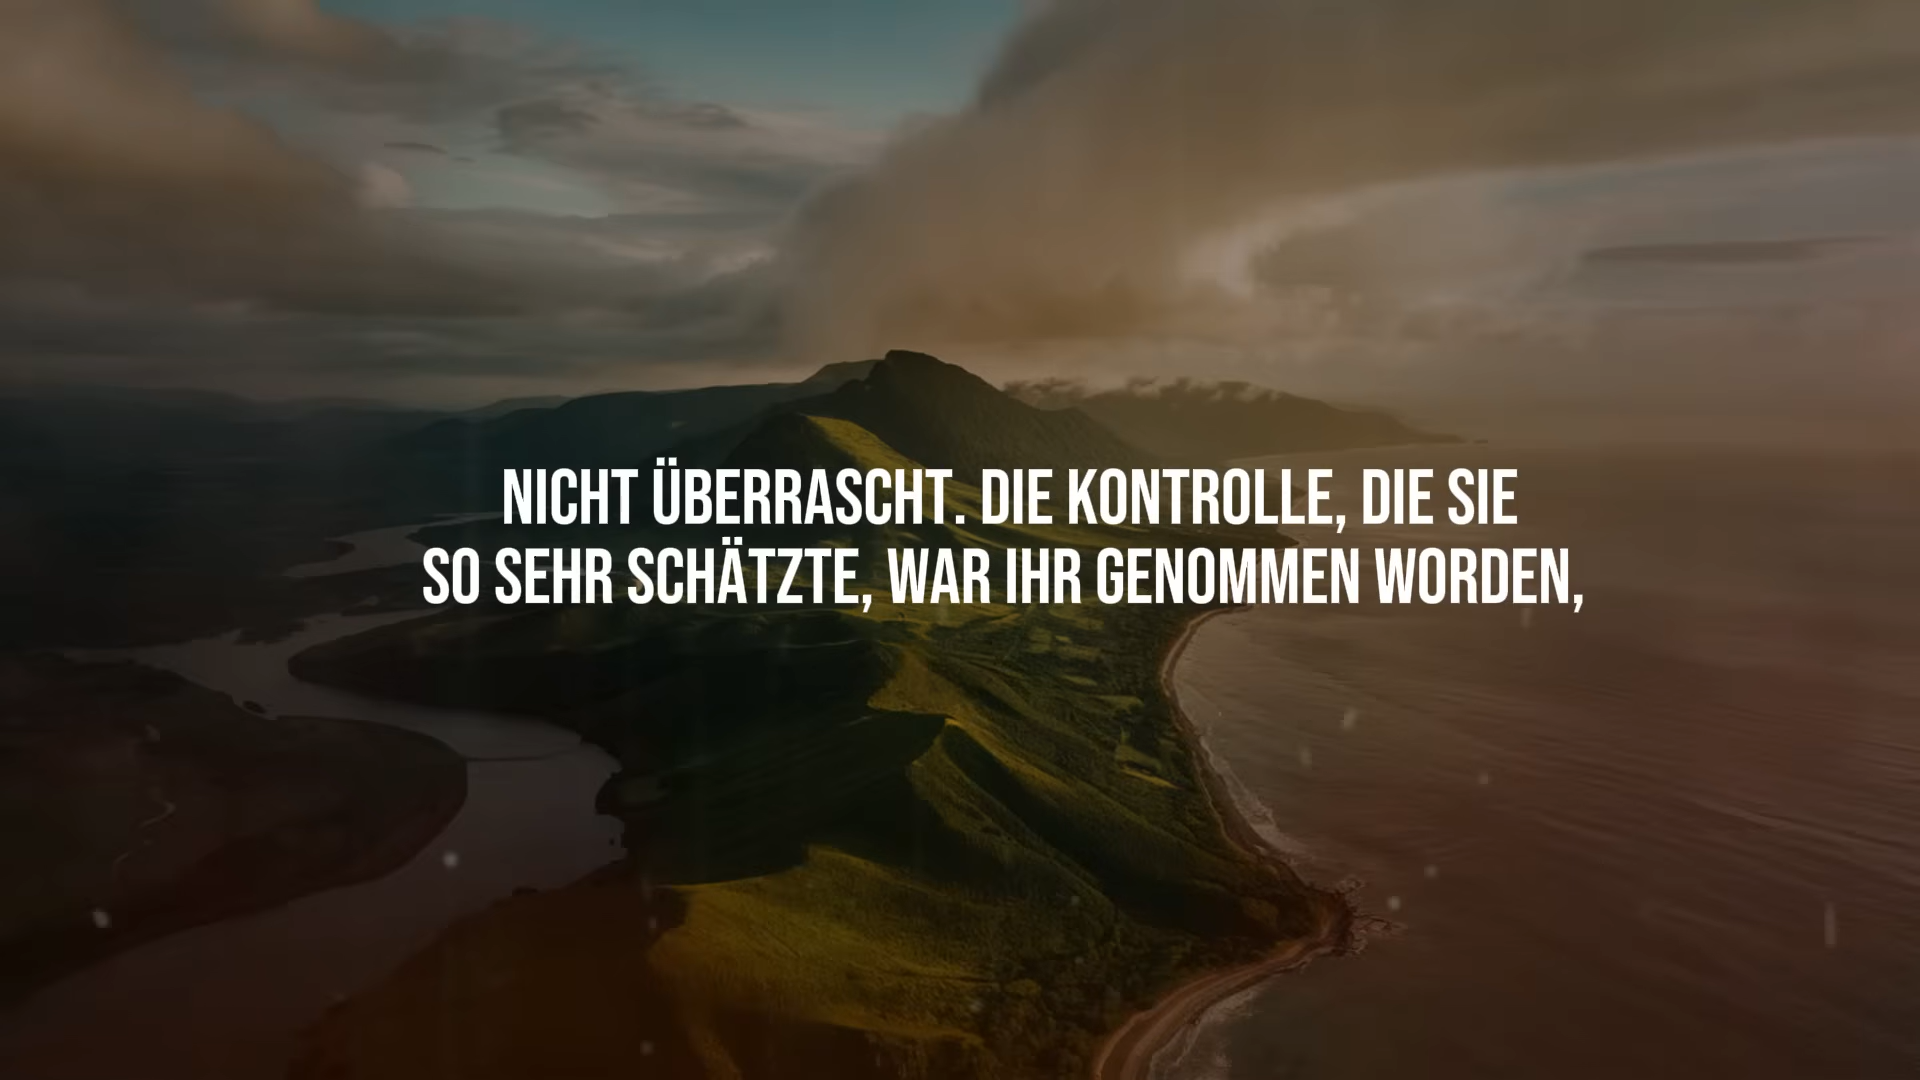 NICHT ÜBERRASCHT. DIE KONTROLLE, DIE SIE
SO SEHR SCHÄTZTE, WAR IHR GENOMMEN WORDEN,